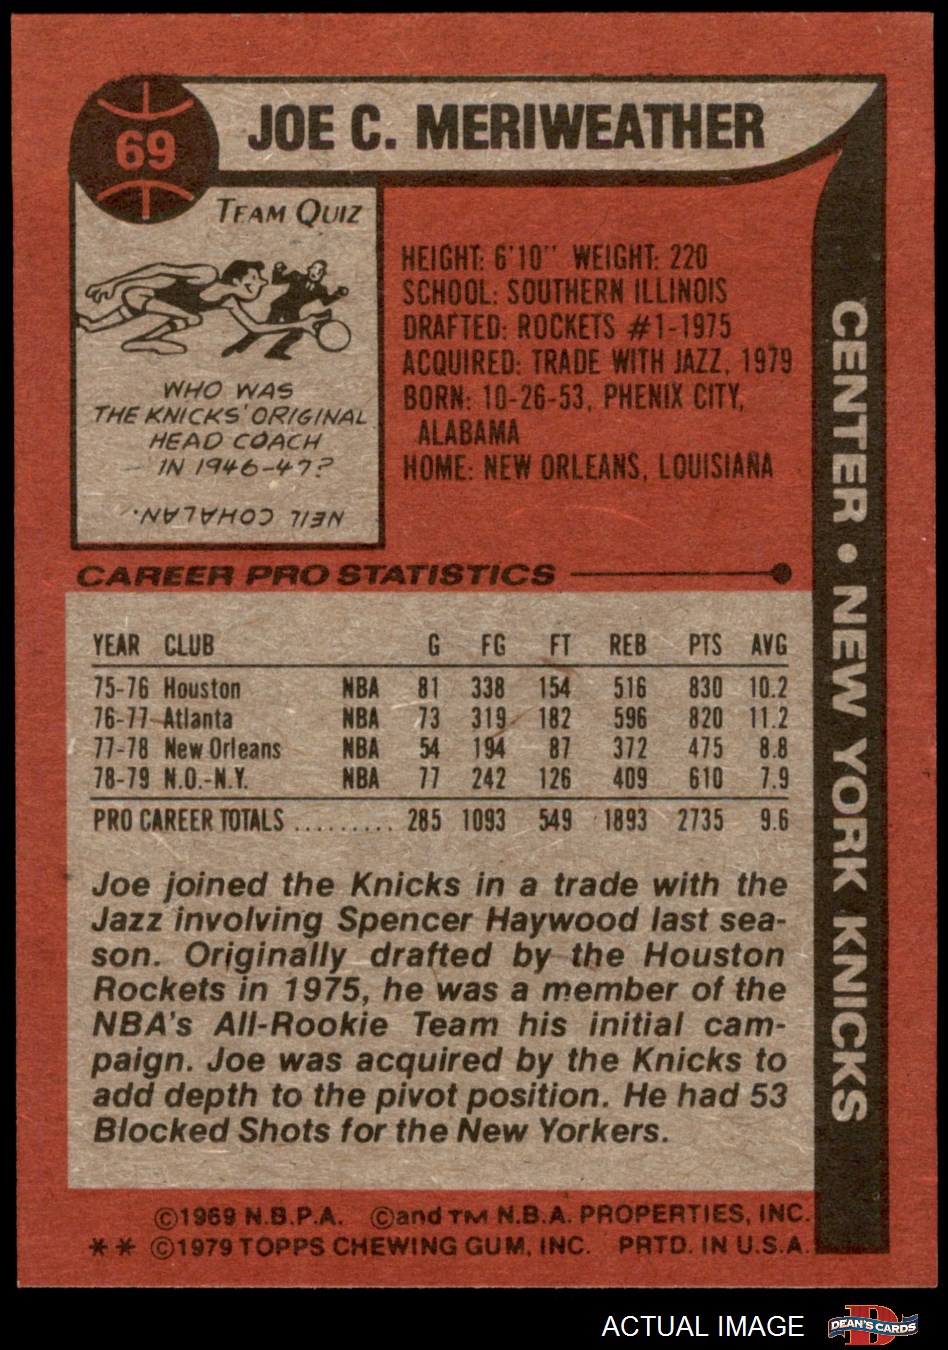 69
JOE C. MERIWEATHER
TEAM QUIZ
WHO WAS
THE KNICKS' ORIGINAL
HEAD COACH
IN 1946-47?
NEIL COHALAN.
HEIGHT: 6'10" WEIGHT: 220
SCHOOL: SOUTHERN ILLINOIS
DRAFTED: ROCKETS #1-1975
ACQUIRED: TRADE WITH JAZZ, 1979
BORN: 10-26-53, PHENIX CITY,
ALABAMA
HOME: NEW ORLEANS, LOUISIANA
CENTER • NEW YORK KNICKS
CAREER PRO STATISTICS
YEAR CLUB G FG FT REB PTS AVG
75-76 Houston NBA 81 338 154 516 830 10.2
76-77 Atlanta NBA 73 319 182 596 820 11.2
77-78 New Orleans NBA 54 194 87 372 475 8.8
78-79 N.O.-N.Y. NBA 77 242 126 409 610 7.9
PRO CAREER TOTALS .......... 285 1093 549 1893 2735 9.6
Joe joined the Knicks in a trade with the
Jazz involving Spencer Haywood last sea-
son. Originally drafted by the Houston
Rockets in 1975, he was a member of the
NBA's All-Rookie Team his initial cam-
paign. Joe was acquired by the Knicks to
add depth to the pivot position. He had 53
Blocked Shots for the New Yorkers.
©1969 N.B.P.A. ©and TM N.B.A. PROPERTIES, INC.
** ©1979 TOPPS CHEWING GUM, INC. PRTD. IN U.S.A.
ACTUAL IMAGE
DEAN'S CARDS